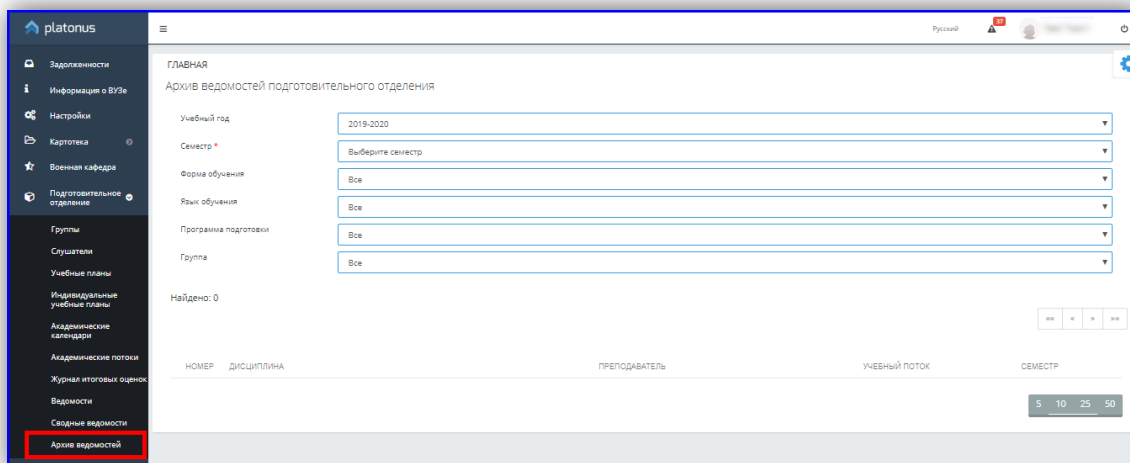 platonus
Русский
37
Задолженности
Информация о ВУЗе
Настройки
Картотека
Военная кафедра
Подготовительное
отделение
Группы
Слушатели
Учебные планы
Индивидуальные
учебные планы
Академические
календари
Академические потоки
Журнал итоговых оценок
Ведомости
Сводные ведомости
Архив ведомостей
ГЛАВНАЯ
Архив ведомостей подготовительного отделения
Учебный год 2019-2020
Семестр * Выберите семестр
Форма обучения Все
Язык обучения Все
Программа подготовки Все
Группа Все
Найдено: 0
«« « » »»
НОМЕР ДИСЦИПЛИНА ПРЕПОДАВАТЕЛЬ УЧЕБНЫЙ ПОТОК СЕМЕСТР
5 10 25 50